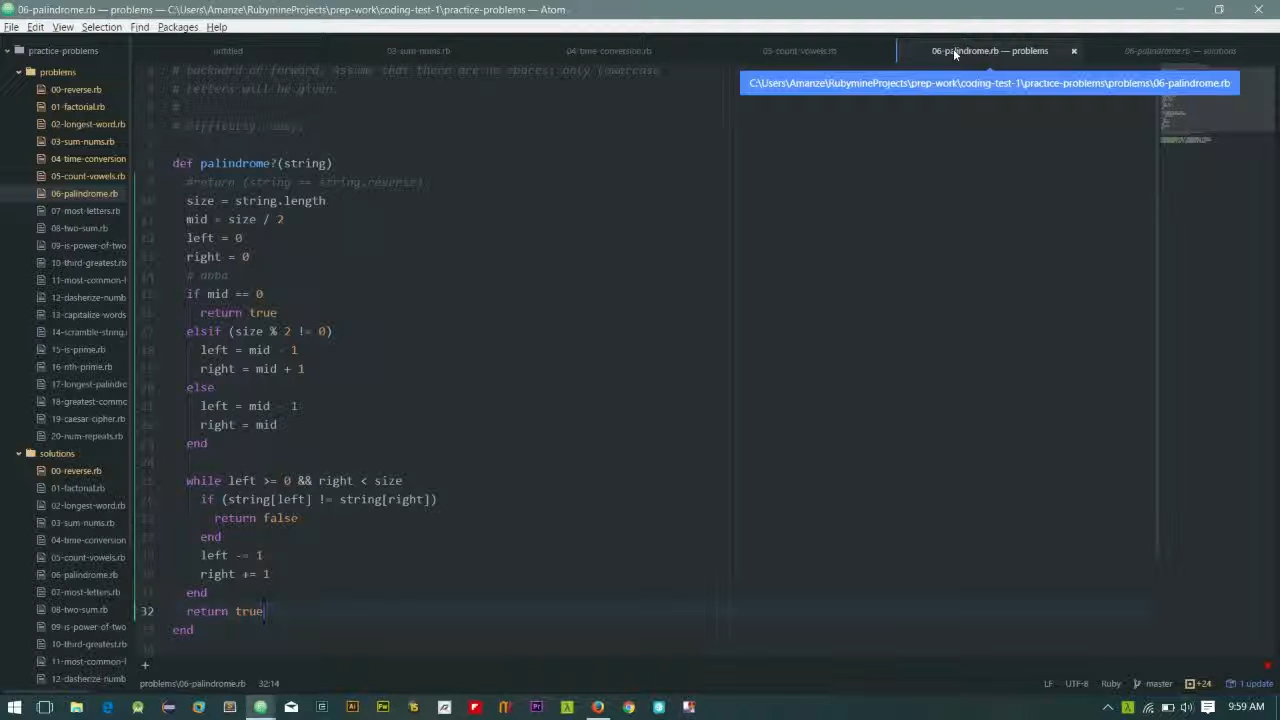 06-palindrome.rb — problems — C:\Users\Amanze\RubymineProjects\prep-work\coding-test-1\practice-problems — Atom
File Edit View Selection Find Packages Help
practice-problems
untitled
03-sum-nums.rb
04-time-conversion.rb
05-count-vowels.rb
06-palindrome.rb — problems
06-palindrome.rb — solutions
C:\Users\Amanze\RubymineProjects\prep-work\coding-test-1\practice-problems\problems\06-palindrome.rb
problems
00-reverse.rb
01-factorial.rb
02-longest-word.rb
03-sum-nums.rb
04-time-conversion
05-count-vowels.rb
06-palindrome.rb
07-most-letters.rb
08-two-sum.rb
09-is-power-of-two
10-third-greatest.rb
11-most-common-l
12-dasherize-numb
13-capitalize-words
14-scramble-string.r
15-is-prime.rb
16-nth-prime.rb
17-longest-palindro
18-greatest-commo
19-caesar-cipher.rb
20-num-repeats.rb
solutions
00-reverse.rb
01-factorial.rb
02-longest-word.rb
03-sum-nums.rb
04-time-conversion
05-count-vowels.rb
06-palindrome.rb
07-most-letters.rb
08-two-sum.rb
09-is-power-of-two
10-third-greatest.rb
11-most-common-l
12-dasherize-numb
# backward or forward. Assume that there are no spaces; only lowercase
# letters will be given.
#
# Difficulty: easy.
def palindrome?(string)
#return (string == string.reverse)
size = string.length
mid = size / 2
left = 0
right = 0
# abba
if mid == 0
return true
elsif (size % 2 != 0)
left = mid - 1
right = mid + 1
else
left = mid - 1
right = mid
end
while left >= 0 && right < size
if (string[left] != string[right])
return false
end
left -= 1
right += 1
end
32 return true
end
+
problems\06-palindrome.rb 32:14
LF UTF-8 Ruby master +24 1 update
9:59 AM